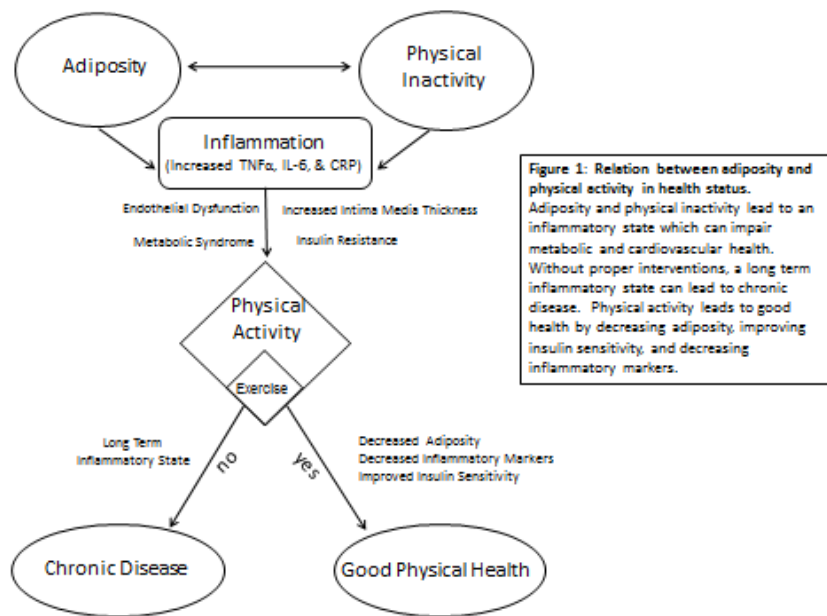 Adiposity
Physical
Inactivity
Inflammation
(Increased TNFα, IL-6, & CRP)
Endothelial Dysfunction
Increased Intima Media Thickness
Metabolic Syndrome
Insulin Resistance
Physical
Activity
Exercise
Long Term
Inflammatory State
no
yes
Decreased Adiposity
Decreased Inflammatory Markers
Improved Insulin Sensitivity
Chronic Disease
Good Physical Health
Figure 1: Relation between adiposity and
physical activity in health status.
Adiposity and physical inactivity lead to an
inflammatory state which can impair
metabolic and cardiovascular health.
Without proper interventions, a long term
inflammatory state can lead to chronic
disease. Physical activity leads to good
health by decreasing adiposity, improving
insulin sensitivity, and decreasing
inflammatory markers.